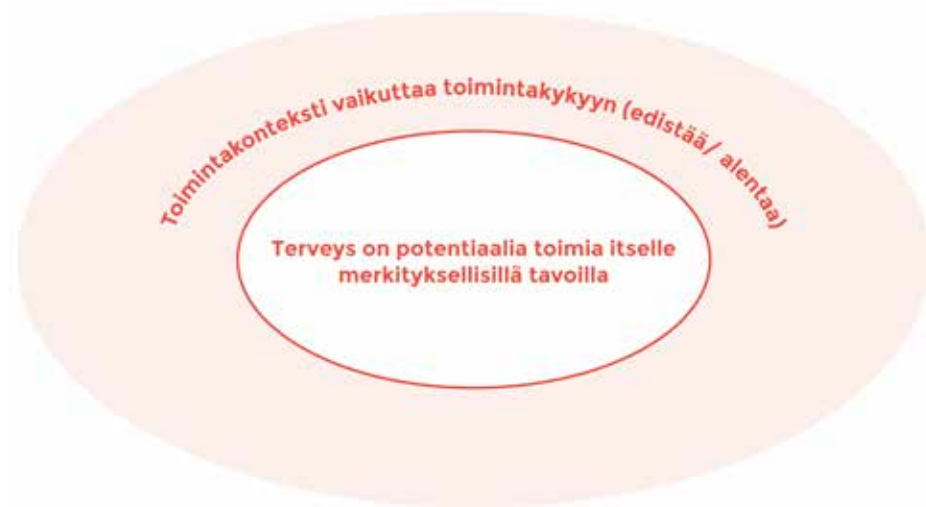 Toimintakonteksti vaikuttaa toimintakykyyn (edistää/ alentaa)
Terveys on potentiaalia toimia itselle
merkityksellisillä tavoilla